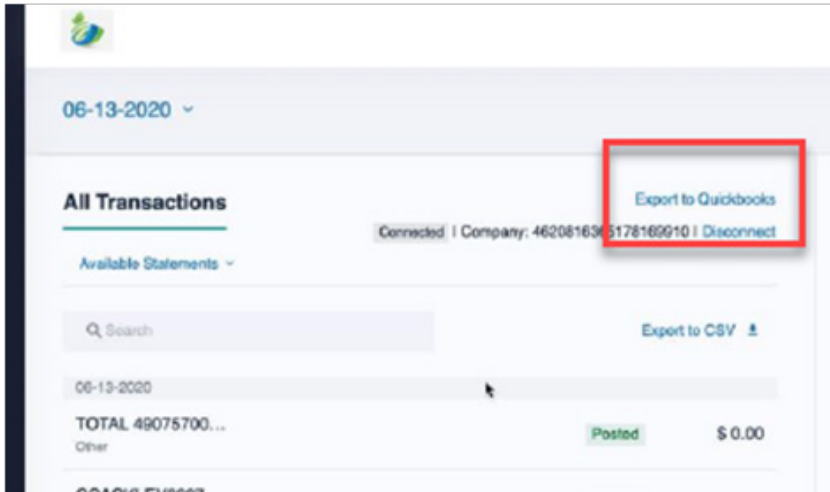 06-13-2020
All Transactions
Export to Quickbooks
Connected | Company: | Disconnect
Available Statements
Search
Export to CSV
06-13-2020
TOTAL 49075700...
Posted
$ 0.00
Other